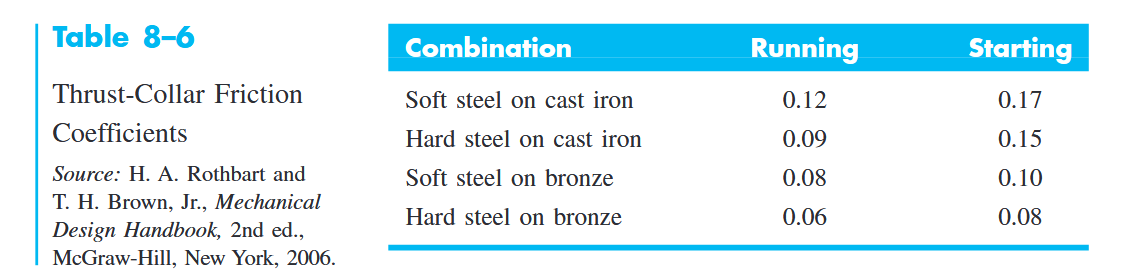 Table 8–6
Thrust-Collar Friction
Coefficients
Source: H. A. Rothbart and
T. H. Brown, Jr., Mechanical
Design Handbook, 2nd ed.,
McGraw-Hill, New York, 2006.
Combination Running Starting
Soft steel on cast iron 0.12 0.17
Hard steel on cast iron 0.09 0.15
Soft steel on bronze 0.08 0.10
Hard steel on bronze 0.06 0.08